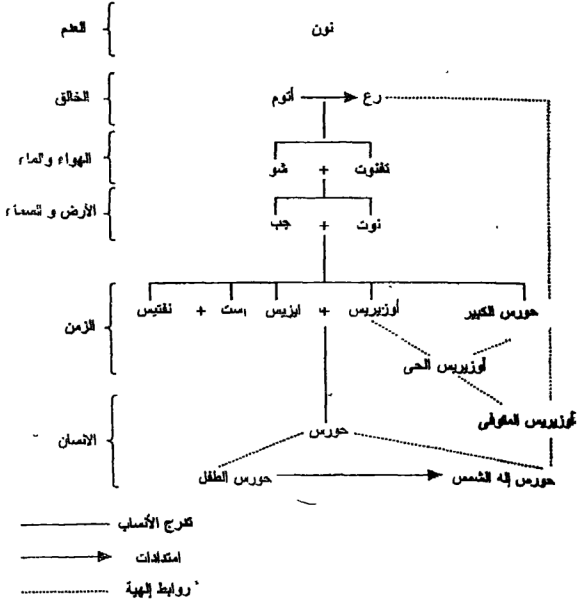 العدم
نون
الخالق
رع
أتوم
الهواء والماء
تفنوت + شو
الأرض و السماء
نوت + جب
الزمن
حورس الكبير
أوزيريس + ايزيس
ست + نفتيس
أوزيريس الحى
أوزيريس المتوفى
الانسان
حورس
حورس إله الشمس
حورس الطفل
تدرج الأنساب
امتدادات
روابط إلهية